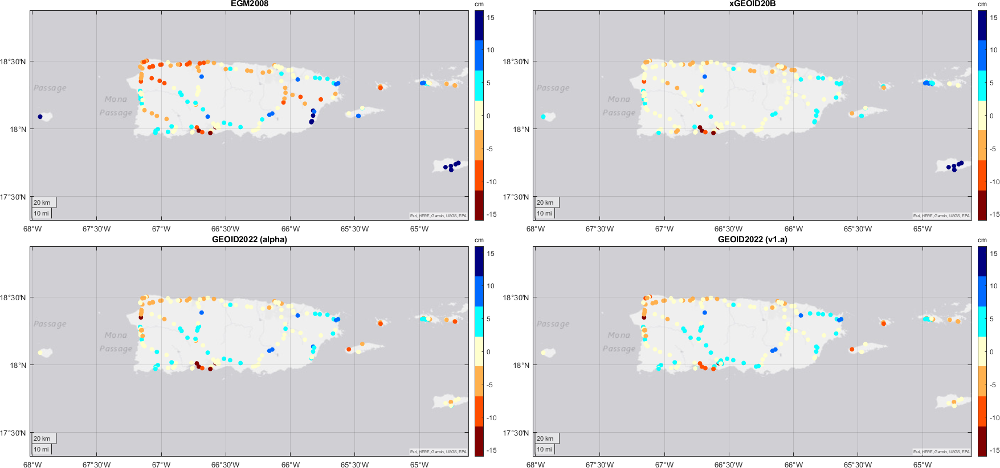 EGM2008
cm
18°30'N
18°N
17°30'N
Passage
Mona
Passage
20 km
10 mi
Esri, HERE, Garmin, USGS, EPA
68°W
67°30'W
67°W
66°30'W
66°W
65°30'W
65°W
15
10
5
0
-5
-10
-15
xGEOID20B
cm
18°30'N
18°N
17°30'N
Passage
Mona
Passage
20 km
10 mi
Esri, HERE, Garmin, USGS, EPA
68°W
67°30'W
67°W
66°30'W
66°W
65°30'W
65°W
15
10
5
0
-5
-10
-15
GEOID2022 (alpha)
cm
18°30'N
18°N
17°30'N
Passage
Mona
Passage
20 km
10 mi
Esri, HERE, Garmin, USGS, EPA
68°W
67°30'W
67°W
66°30'W
66°W
65°30'W
65°W
15
10
5
0
-5
-10
-15
GEOID2022 (v1.a)
cm
18°30'N
18°N
17°30'N
Passage
Mona
Passage
20 km
10 mi
Esri, HERE, Garmin, USGS, EPA
68°W
67°30'W
67°W
66°30'W
66°W
65°30'W
65°W
15
10
5
0
-5
-10
-15